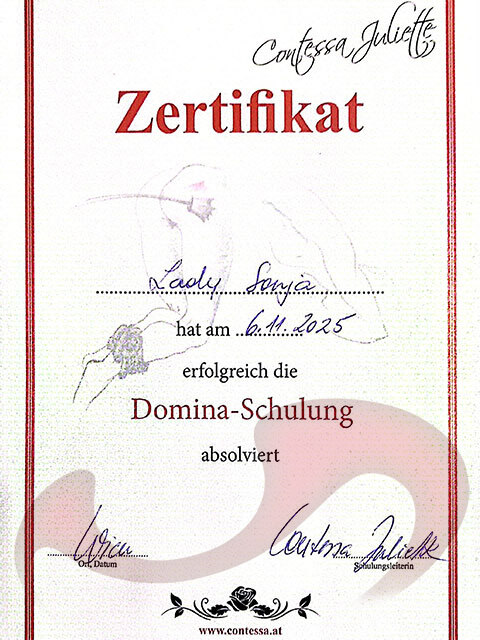 Contessa Juliette
Zertifikat
Lady Sonja
hat am 6.11.2025
erfolgreich die
Domina-Schulung
absolviert
Wien
Contessa Juliette
Ort, Datum
Schulungsleiterin
www.contessa.at